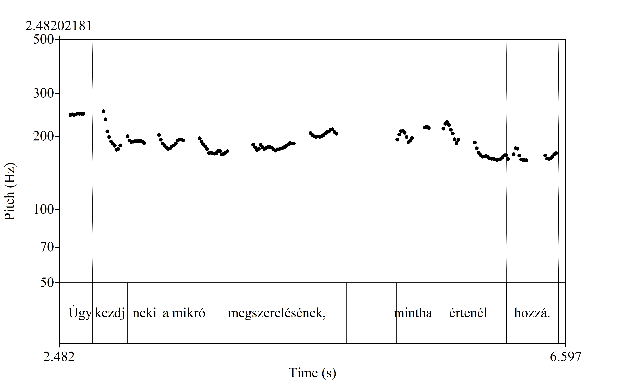 2.48202181
500
300
200
100
70
50
Pitch (Hz)
Úgy kezdj neki a mikró megszerelésének, mintha értenél hozzá.
2.482 6.597
Time (s)